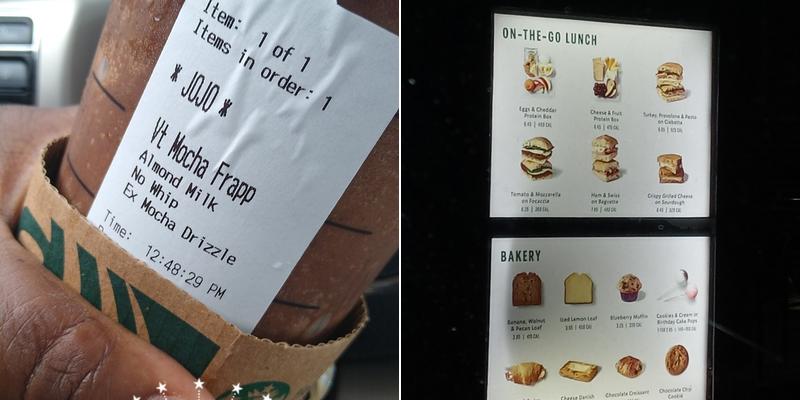 Item: 1 of 1
Items in order: 1
* JOJO *
Vt Mocha Frapp
Almond Milk
No Whip
Ex Mocha Drizzle
Time: 12:48:29 PM
ON-THE-GO LUNCH
Eggs & Cheddar
Protein Box
Cheese & Fruit
Protein Box
Turkey, Provolone & Pesto
on Ciabatta
Tomato & Mozzarella
on Focaccia
Ham & Swiss
on Baguette
Crispy Grilled Cheese
on Sourdough
BAKERY
Banana, Walnut
& Pecan Loaf
Iced Lemon Loaf
Blueberry Muffin
Cookies & Cream or
Birthday Cake Pops
Cheese Danish
Chocolate Croissant
Chocolate Chip
Cookie